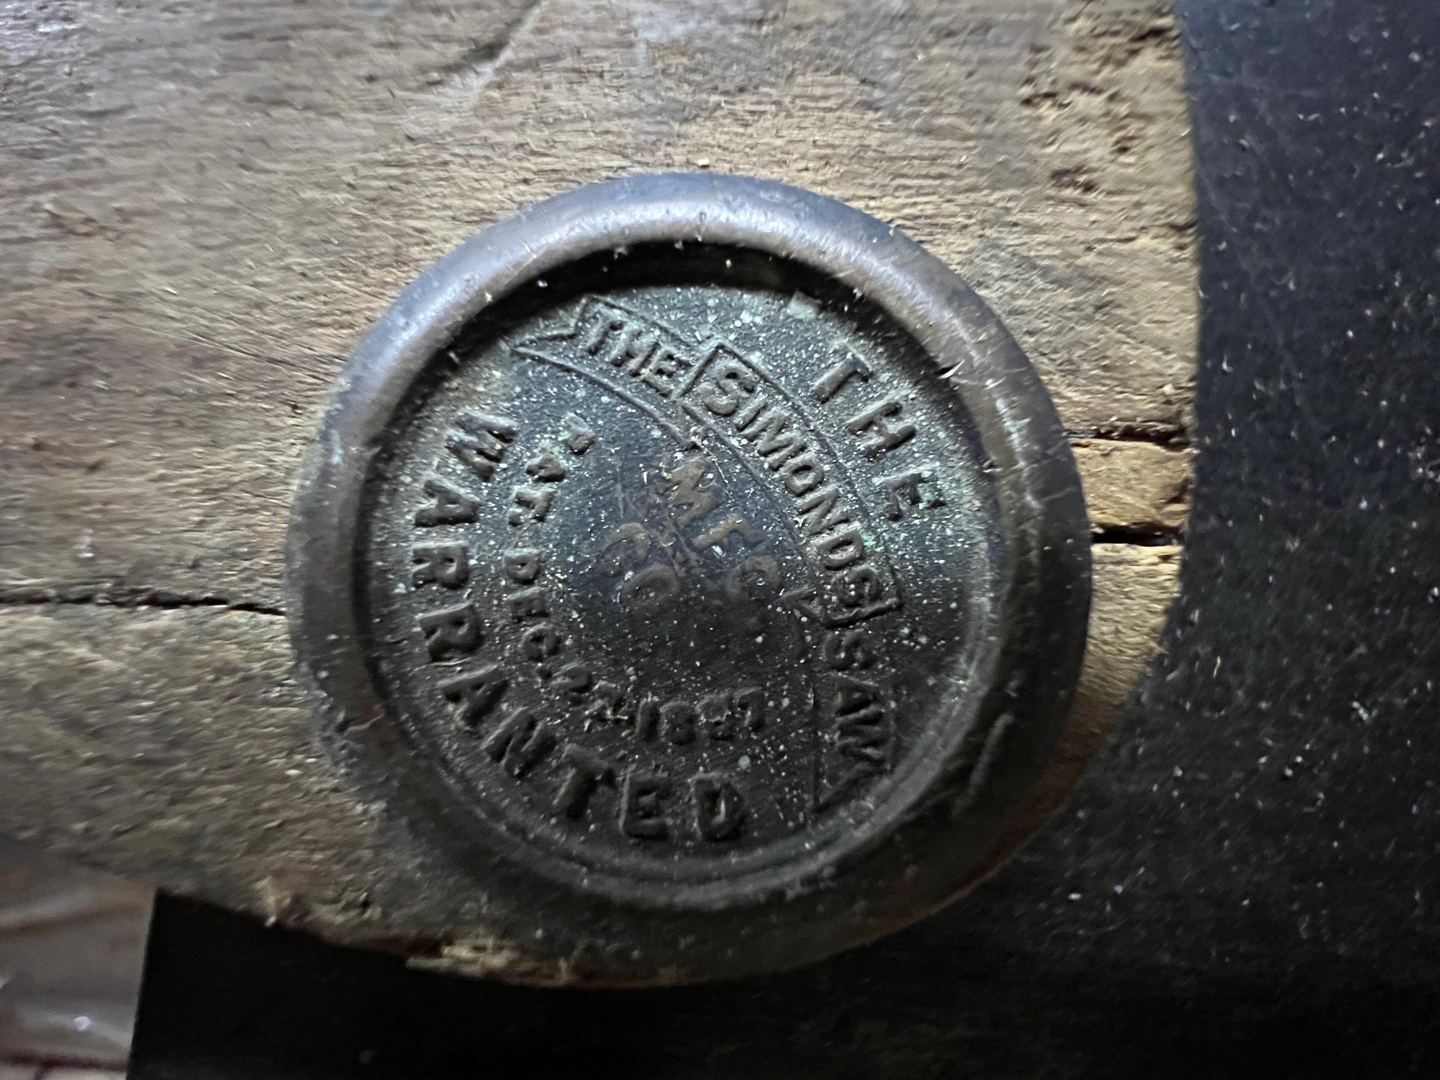 THE
THE SIMONDS SAW
MFG
CO
PAT. DEC. 27 1887
WARRANTED